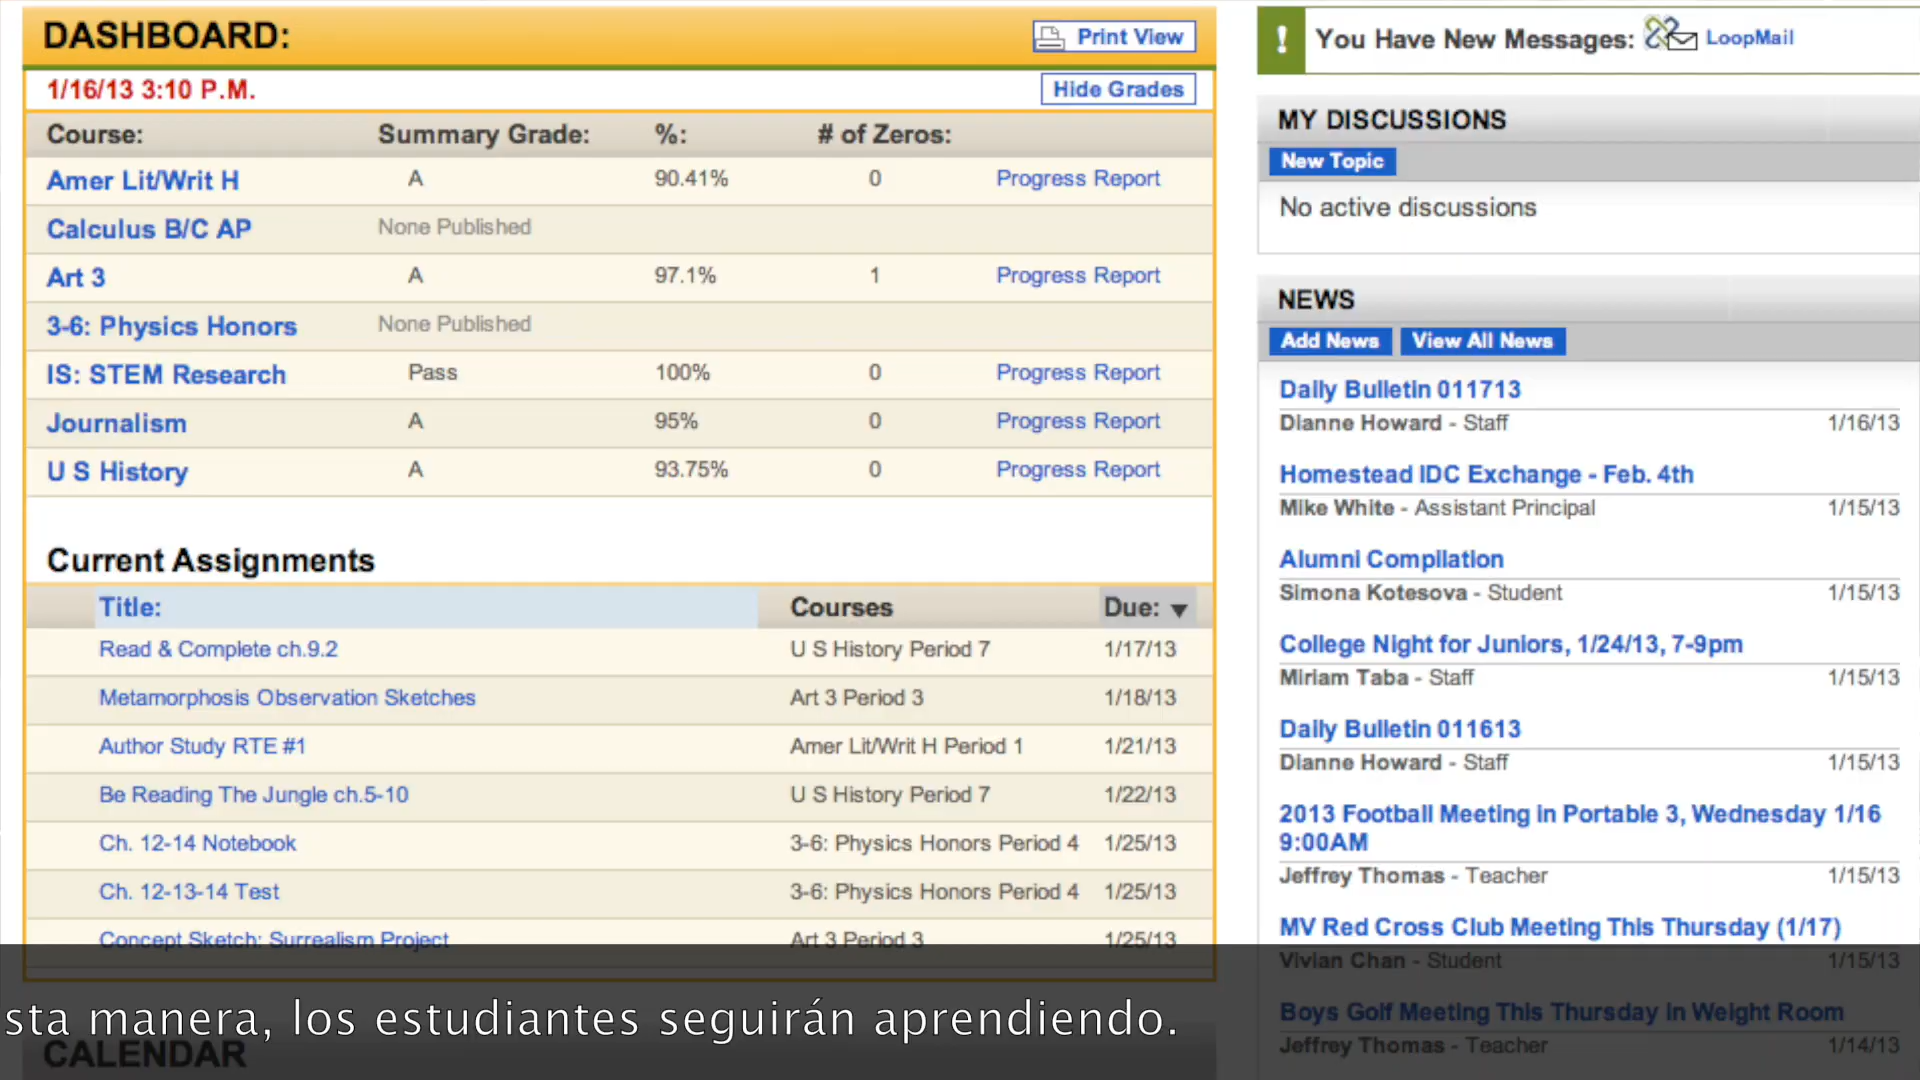 DASHBOARD:
Print View
1/16/13 3:10 P.M.
Hide Grades
Course: Summary Grade: %: # of Zeros:
Amer Lit/Writ H A 90.41% 0 Progress Report
Calculus B/C AP None Published
Art 3 A 97.1% 1 Progress Report
3-6: Physics Honors None Published
IS: STEM Research Pass 100% 0 Progress Report
Journalism A 95% 0 Progress Report
U S History A 93.75% 0 Progress Report
Current Assignments
Title: Courses Due: ▼
Read & Complete ch.9.2 U S History Period 7 1/17/13
Metamorphosis Observation Sketches Art 3 Period 3 1/18/13
Author Study RTE #1 Amer Lit/Writ H Period 1 1/21/13
Be Reading The Jungle ch.5-10 U S History Period 7 1/22/13
Ch. 12-14 Notebook 3-6: Physics Honors Period 4 1/25/13
Ch. 12-13-14 Test 3-6: Physics Honors Period 4 1/25/13
Concept Sketch: Surrealism Project Art 3 Period 3 1/25/13
CALENDAR
! You Have New Messages: LoopMail
MY DISCUSSIONS
New Topic
No active discussions
NEWS
Add News View All News
Daily Bulletin 011713
Dianne Howard - Staff 1/16/13
Homestead IDC Exchange - Feb. 4th
Mike White - Assistant Principal 1/15/13
Alumni Compilation
Simona Kotesova - Student 1/15/13
College Night for Juniors, 1/24/13, 7-9pm
Miriam Taba - Staff 1/15/13
Daily Bulletin 011613
Dianne Howard - Staff 1/15/13
2013 Football Meeting in Portable 3, Wednesday 1/16
9:00AM
Jeffrey Thomas - Teacher 1/15/13
MV Red Cross Club Meeting This Thursday (1/17)
Vivian Chan - Student 1/15/13
Boys Golf Meeting This Thursday in Weight Room
Jeffrey Thomas - Teacher 1/14/13
sta manera, los estudiantes seguirán aprendiendo.